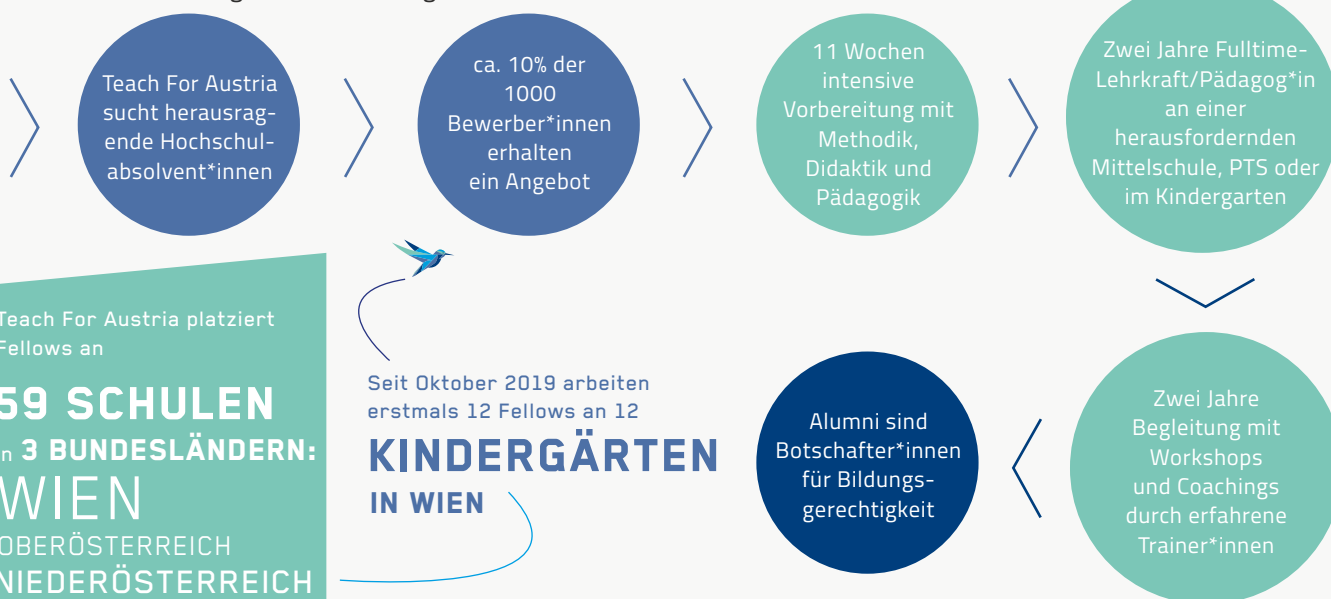 Teach For Austria
sucht herausrag-
ende Hochschul-
absolvent*innen
ca. 10% der
1000
Bewerber*innen
erhalten
ein Angebot
11 Wochen
intensive
Vorbereitung mit
Methodik,
Didaktik und
Pädagogik
Zwei Jahre Fulltime-
Lehrkraft/Pädagog*in
an einer
herausfordernden
Mittelschule, PTS oder
im Kindergarten
Zwei Jahre
Begleitung mit
Workshops
und Coachings
durch erfahrene
Trainer*innen
Alumni sind
Botschafter*innen
für Bildungs-
gerechtigkeit
Teach For Austria platziert
Fellows an
59 SCHULEN
in 3 BUNDESLÄNDERN:
WIEN
OBERÖSTERREICH
NIEDERÖSTERREICH
Seit Oktober 2019 arbeiten
erstmals 12 Fellows an 12
KINDERGÄRTEN
IN WIEN